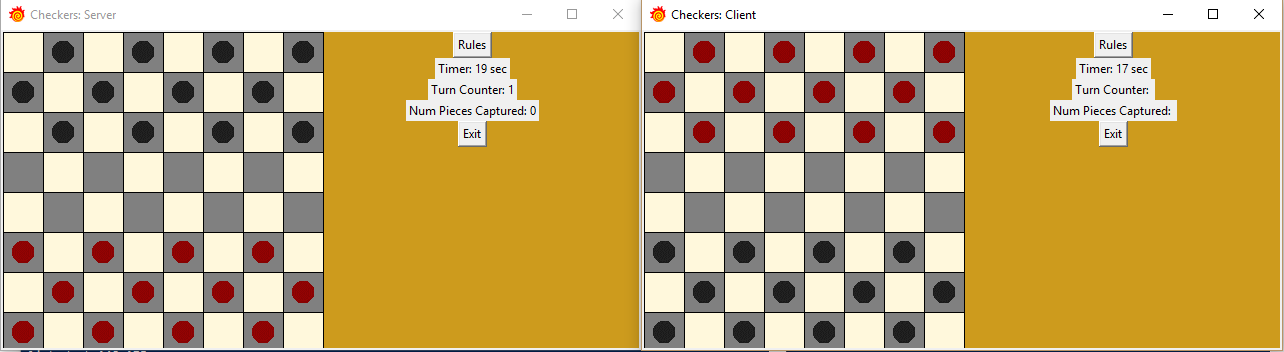 Checkers: Server
Rules
Timer: 19 sec
Turn Counter: 1
Num Pieces Captured: 0
Exit
Checkers: Client
Rules
Timer: 17 sec
Turn Counter:
Num Pieces Captured:
Exit